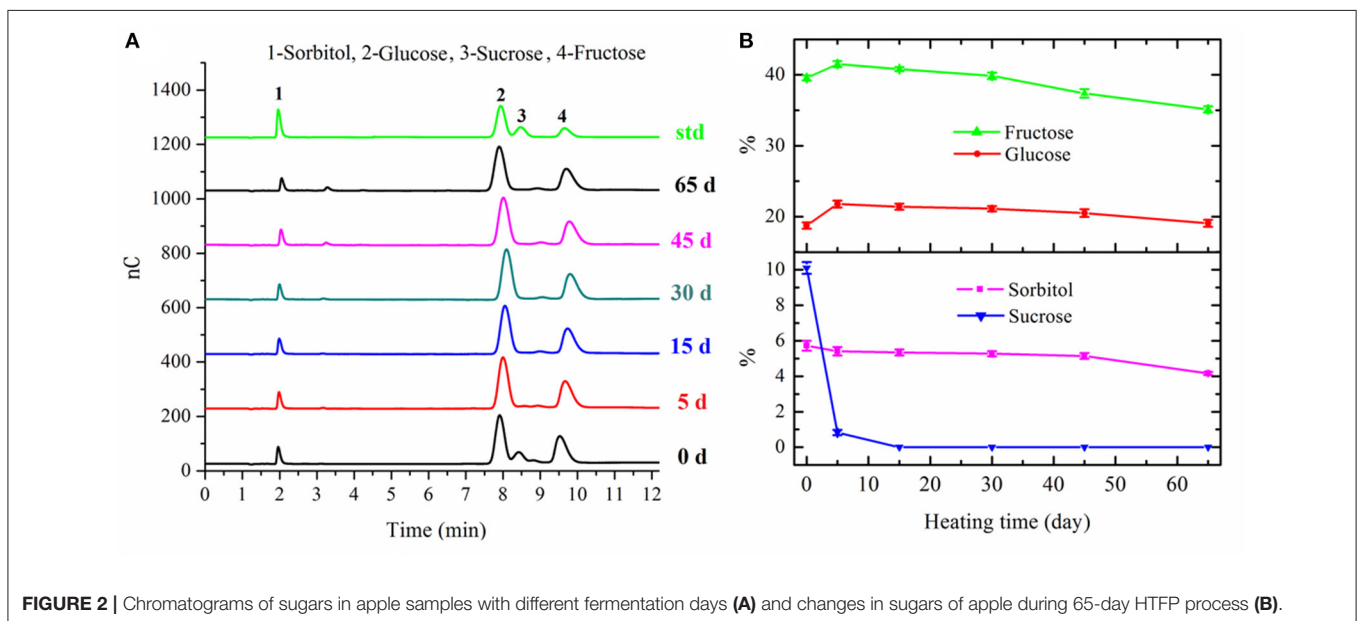 A
1-Sorbitol, 2-Glucose, 3-Sucrose, 4-Fructose
1400
1200
1000
800
600
400
200
0
nC
1
2
3
4
std
65 d
45 d
30 d
15 d
5 d
0 d
0 1 2 3 4 5 6 7 8 9 10 11 12
Time (min)
B
40
30
20
%
Fructose
Glucose
10
8
6
4
2
0
%
Sorbitol
Sucrose
0 10 20 30 40 50 60
Heating time (day)
FIGURE 2 | Chromatograms of sugars in apple samples with different fermentation days (A) and changes in sugars of apple during 65-day HTFP process (B).